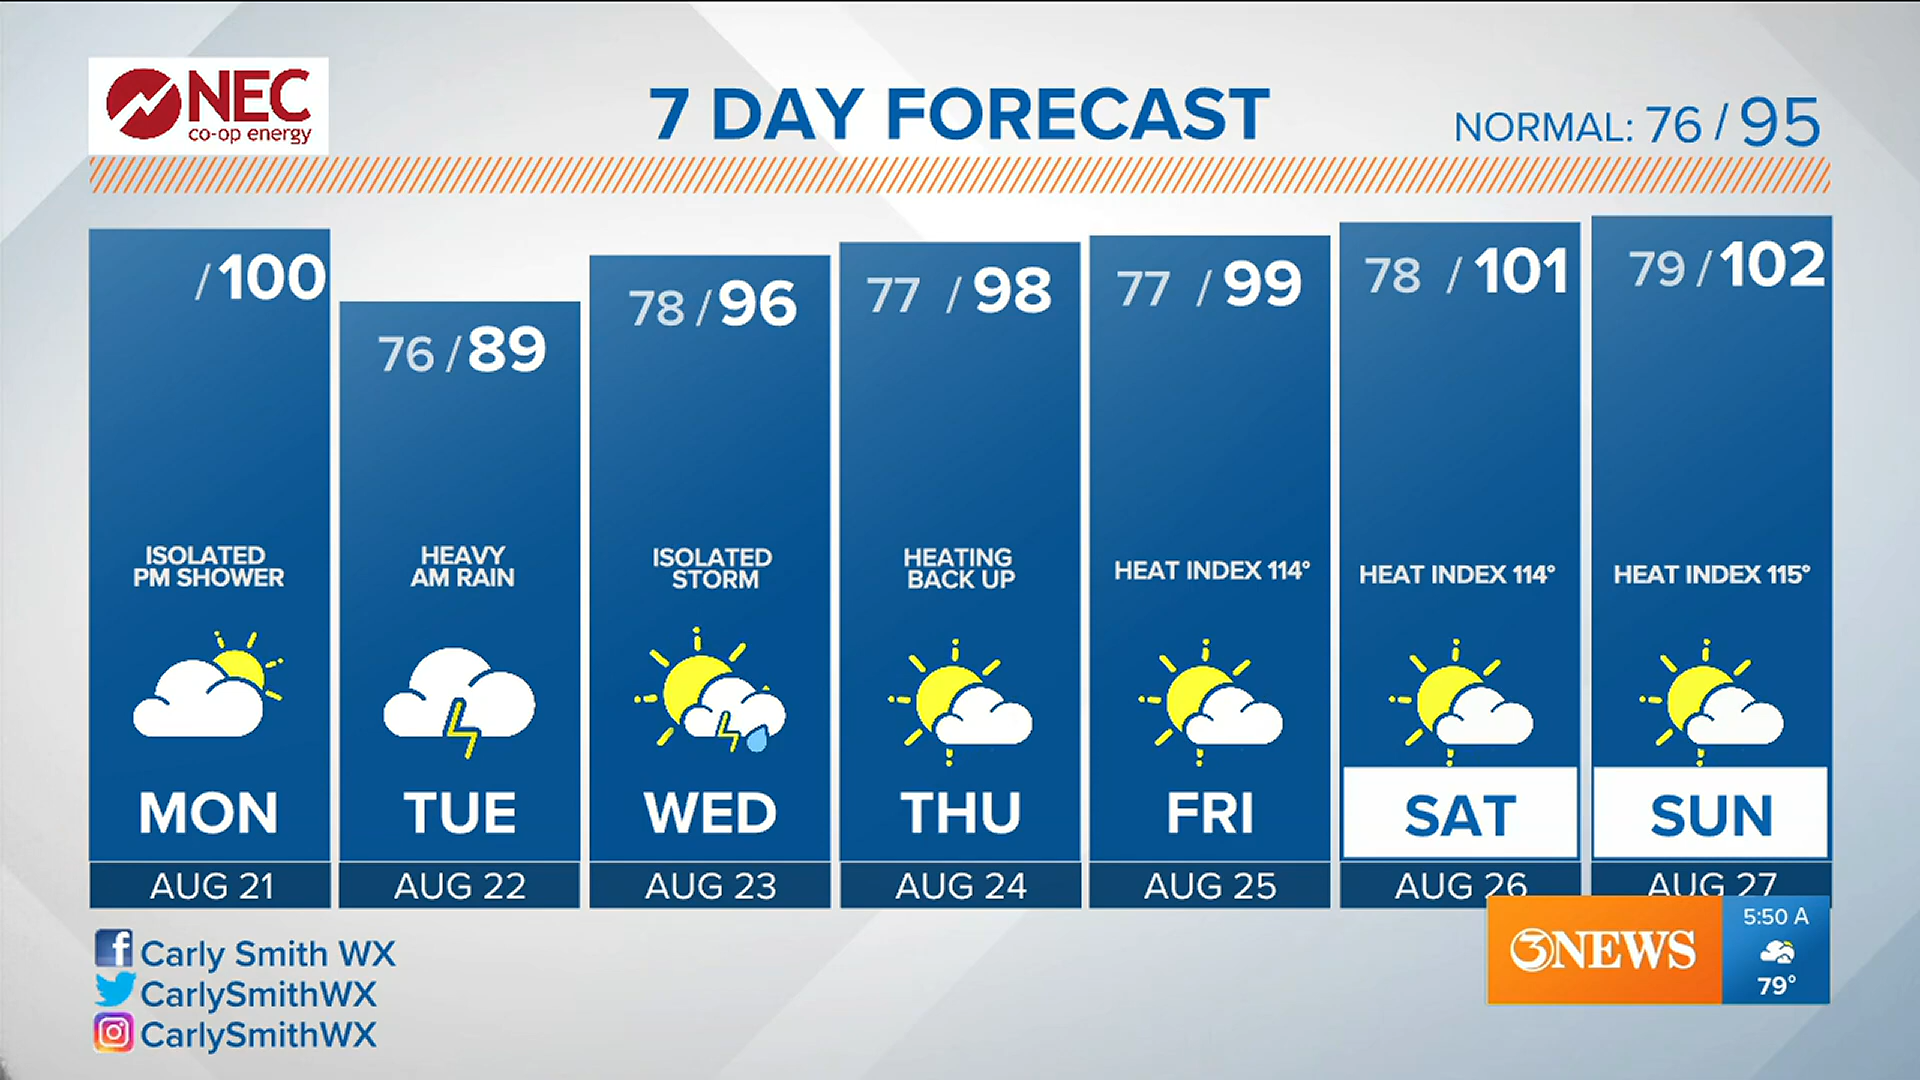 NEC
co-op energy
7 DAY FORECAST
NORMAL: 76 / 95
/100
ISOLATED
PM SHOWER
MON
AUG 21
76 / 89
HEAVY
AM RAIN
TUE
AUG 22
78 / 96
ISOLATED
STORM
WED
AUG 23
77 / 98
HEATING
BACK UP
THU
AUG 24
77 / 99
HEAT INDEX 114°
FRI
AUG 25
78 / 101
HEAT INDEX 114°
SAT
AUG 26
79 / 102
HEAT INDEX 115°
SUN
AUG 27
Carly Smith WX
CarlySmithWX
CarlySmithWX
3NEWS
5:50 A
79°